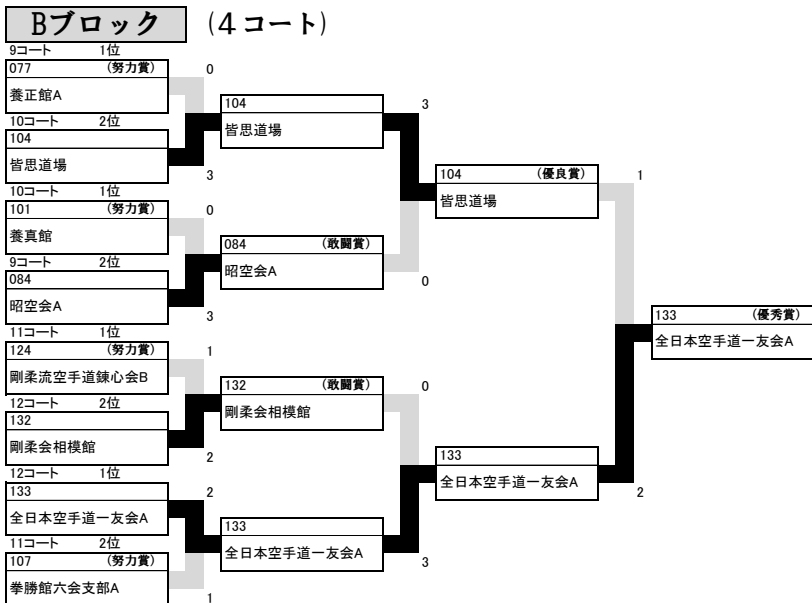 Bブロック (4コート)
9コート 1位
077 (努力賞) 0
養正館A
104 3
皆思道場
10コート 2位
104
皆思道場 3
104 (優良賞) 1
皆思道場
10コート 1位
101 (努力賞) 0
養真館
084 (敢闘賞)
昭空会A 0
9コート 2位
084
昭空会A 3
133 (優秀賞)
全日本空手道一友会A
11コート 1位
124 (努力賞) 1
剛柔流空手道錬心会B
132 (敢闘賞) 0
剛柔会相模館
12コート 2位
132
剛柔会相模館 2
133
全日本空手道一友会A 2
12コート 1位
133 2
全日本空手道一友会A
133
全日本空手道一友会A 3
11コート 2位
107 (努力賞)
拳勝館六会支部A 1